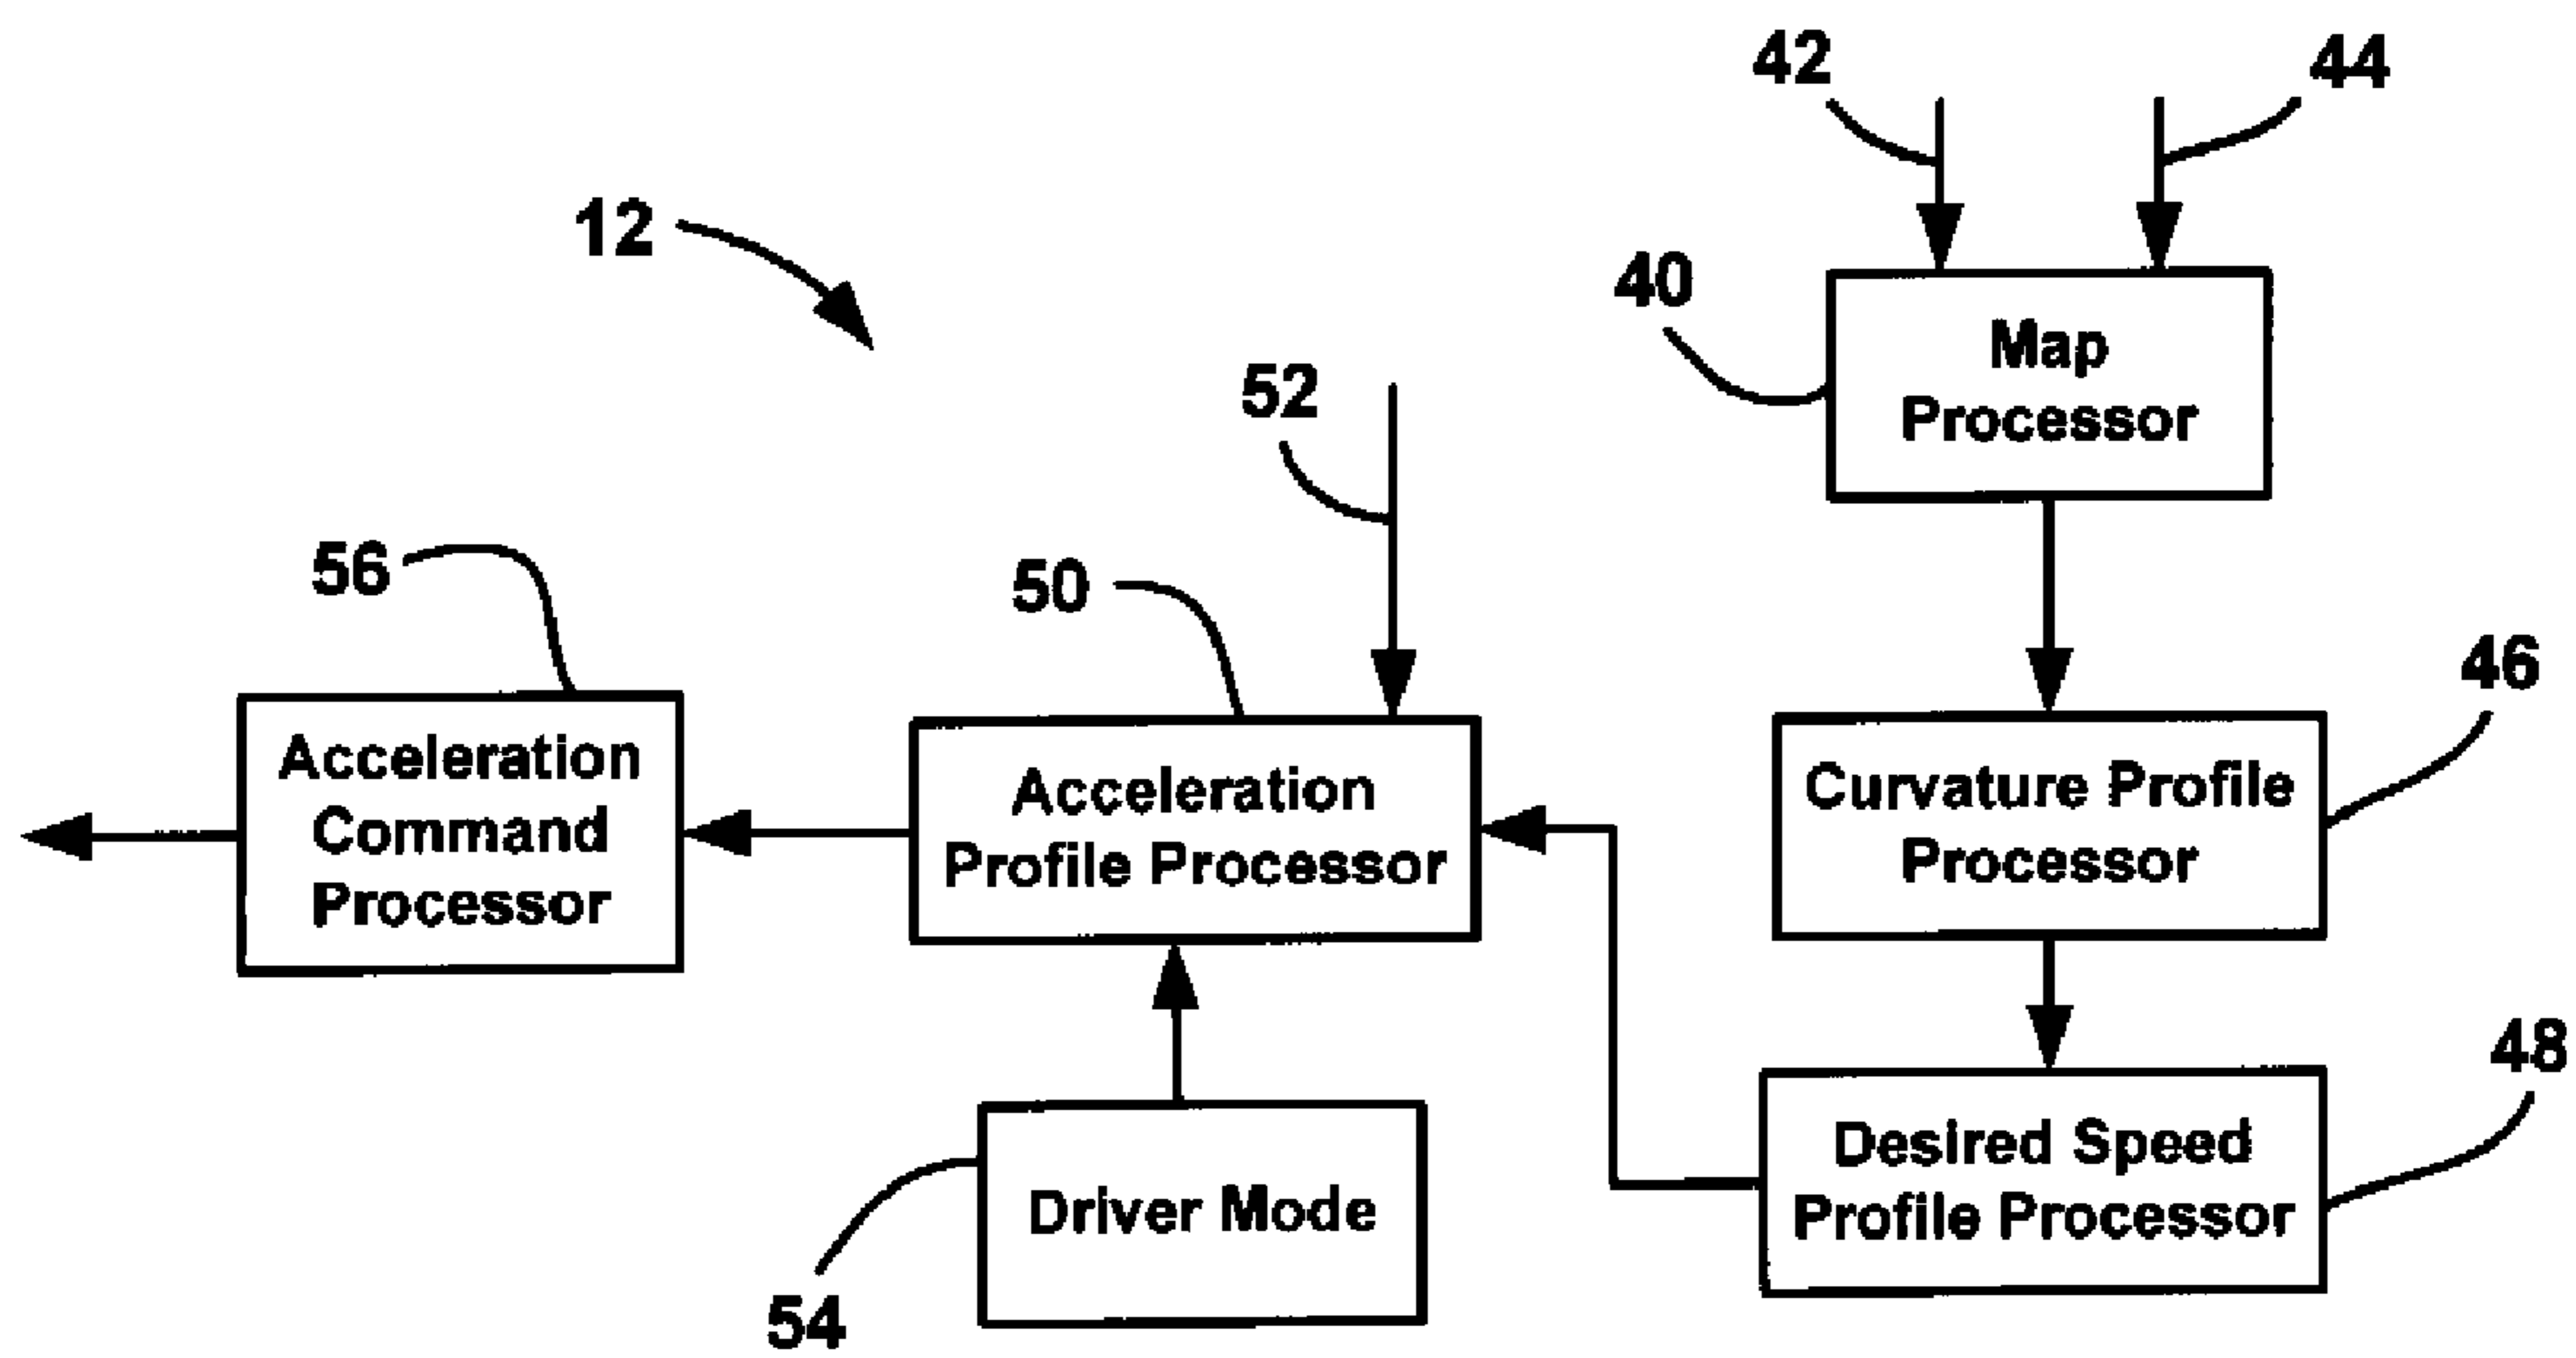 42
44
12
40
Map
Processor
52
56
50
46
Acceleration
Command
Processor
Acceleration
Profile Processor
Curvature Profile
Processor
48
Driver Mode
Desired Speed
Profile Processor
54